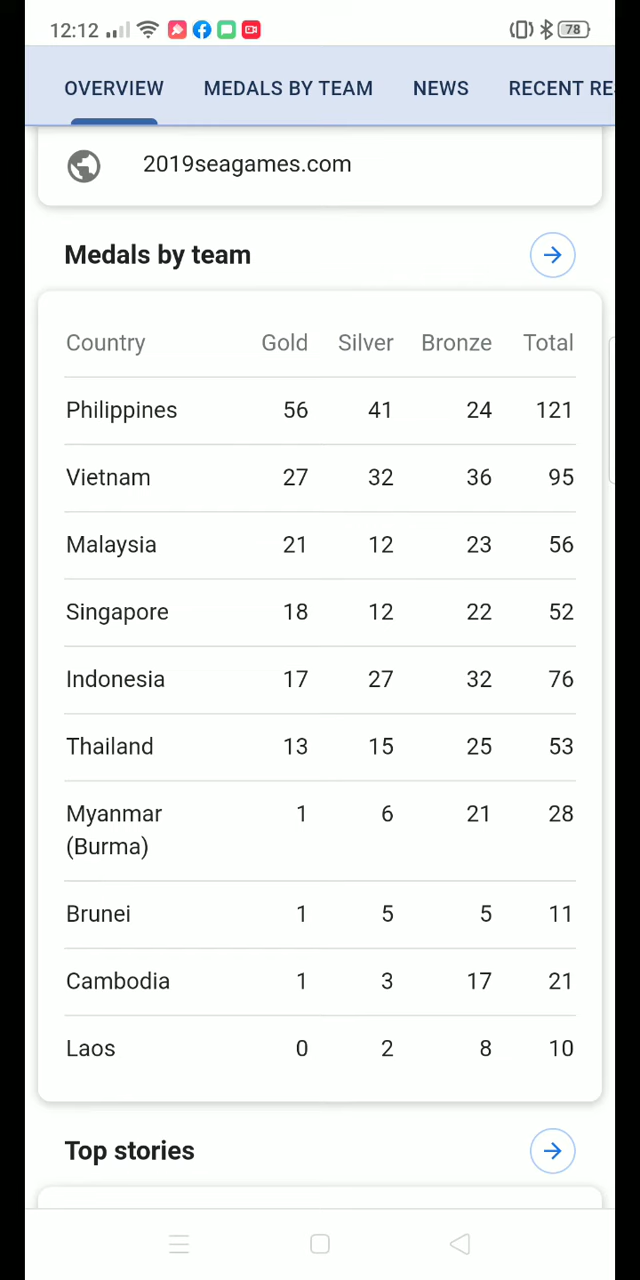 12:12 78
OVERVIEW MEDALS BY TEAM NEWS RECENT RE
2019seagames.com
Medals by team
Country Gold Silver Bronze Total
Philippines 56 41 24 121
Vietnam 27 32 36 95
Malaysia 21 12 23 56
Singapore 18 12 22 52
Indonesia 17 27 32 76
Thailand 13 15 25 53
Myanmar 1 6 21 28
(Burma)
Brunei 1 5 5 11
Cambodia 1 3 17 21
Laos 0 2 8 10
Top stories